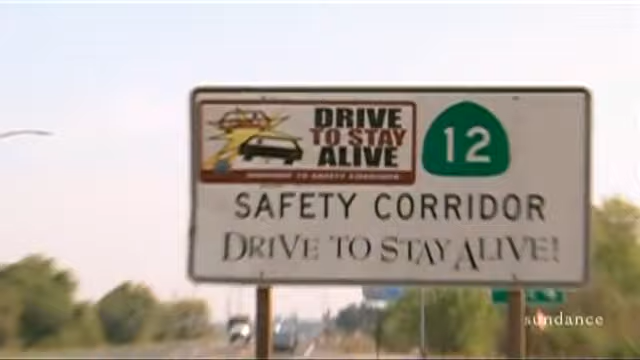 DRIVE
TO STAY
ALIVE
12
SAFETY CORRIDOR
DRIVE TO STAY ALIVE!
sundance